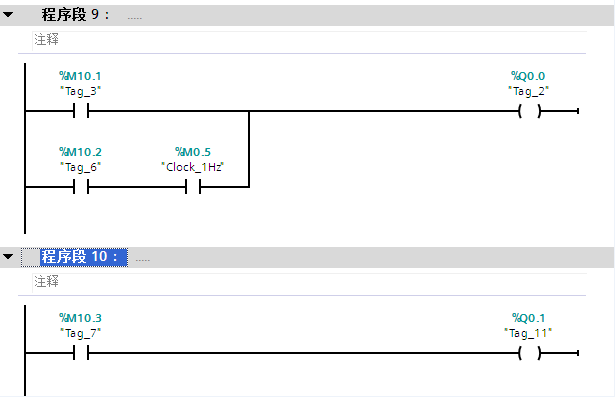 程序段 9： .....
注释
%M10.1 %Q0.0
"Tag_3" "Tag_2"
%M10.2 %M0.5
"Tag_6" "Clock_1Hz"
程序段 10： .....
注释
%M10.3 %Q0.1
"Tag_7" "Tag_11"